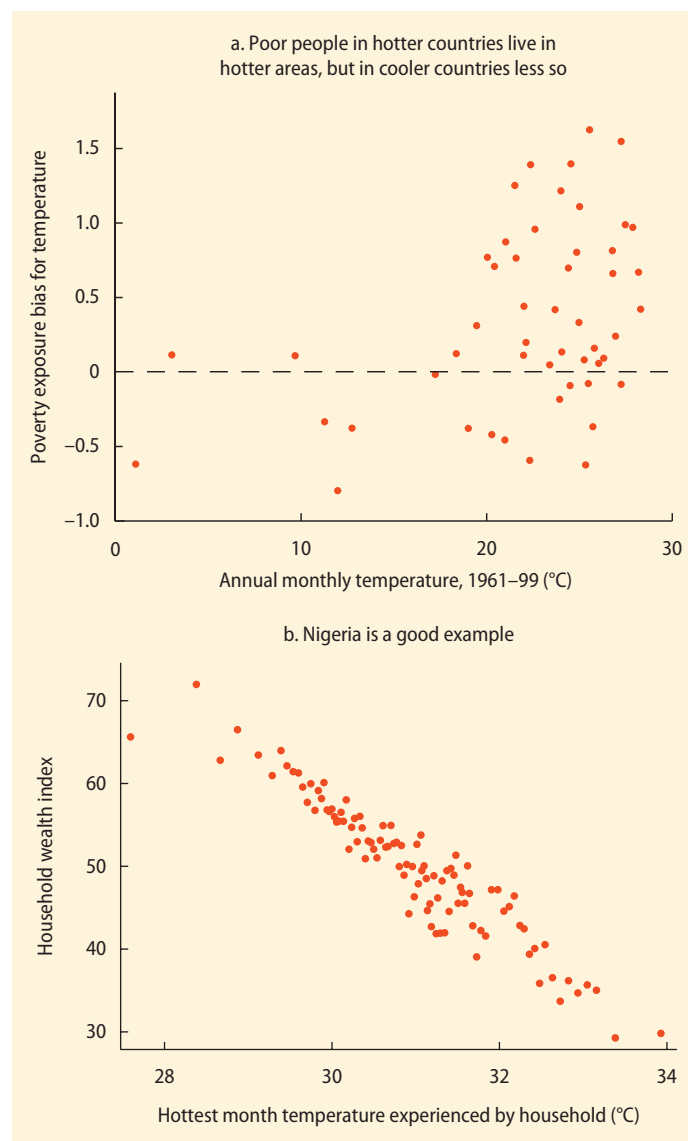 a. Poor people in hotter countries live in
hotter areas, but in cooler countries less so
Poverty exposure bias for temperature
1.5
1.0
0.5
0
−0.5
−1.0
0
10
20
30
Annual monthly temperature, 1961–99 (°C)
b. Nigeria is a good example
Household wealth index
70
60
50
40
30
28
30
32
34
Hottest month temperature experienced by household (°C)